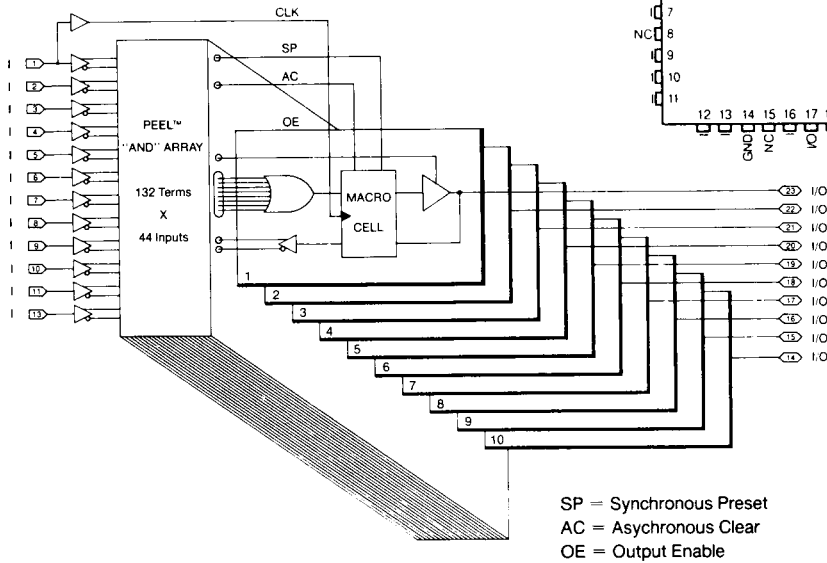 CLK
SP
AC
OE
I 1
I 2
I 3
I 4
I 5
I 6
I 7
I 8
I 9
I 10
I 11
I 13
PEEL™
"AND" ARRAY
132 Terms
X
44 Inputs
MACRO
CELL
1
2
3
4
5
6
7
8
9
10
23 I/O
22 I/O
21 I/O
20 I/O
19 I/O
18 I/O
17 I/O
16 I/O
15 I/O
14 I/O
I 7
NC 8
I 9
I 10
I 11
12 13 14 15 16 17
I I GND NC I I/O
SP = Synchronous Preset
AC = Asychronous Clear
OE = Output Enable